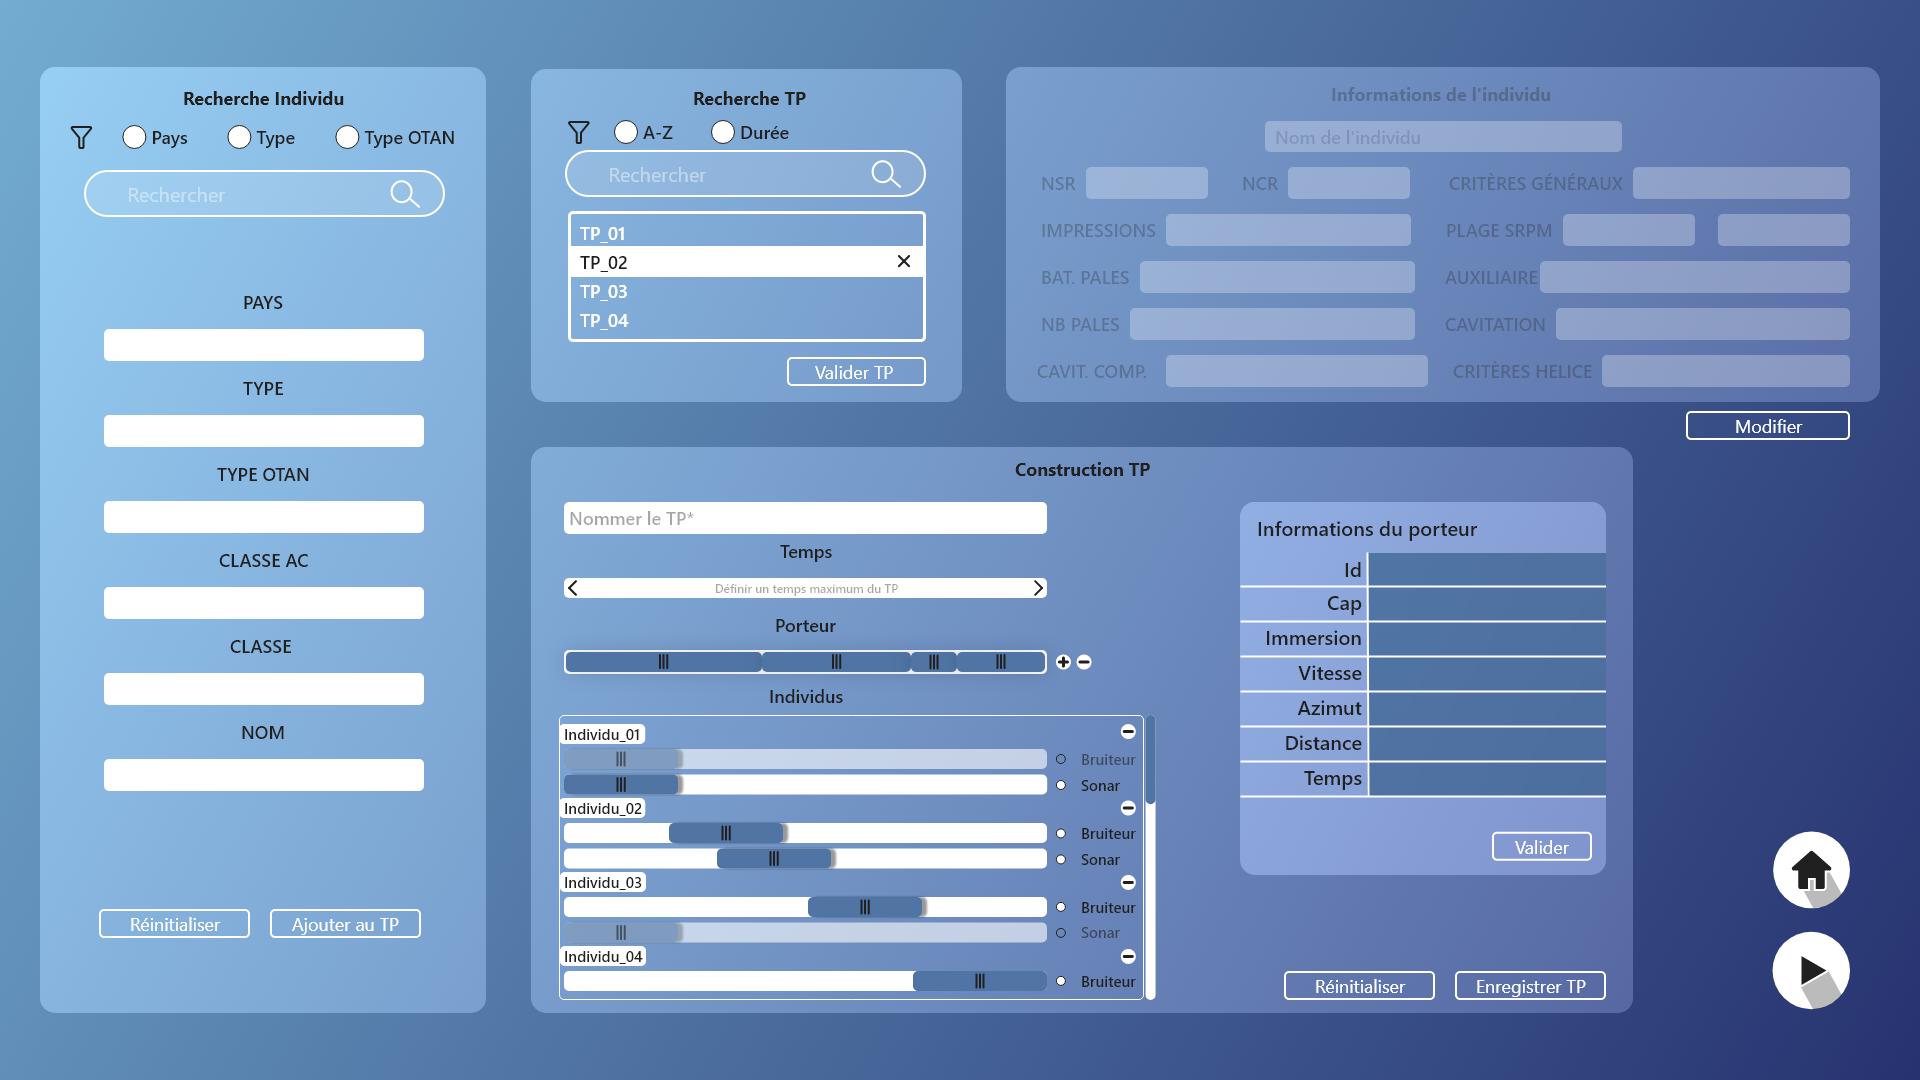 Recherche Individu
Pays
Type
Type OTAN
Rechercher
PAYS
TYPE
TYPE OTAN
CLASSE AC
CLASSE
NOM
Réinitialiser
Ajouter au TP
Recherche TP
A-Z
Durée
Rechercher
TP_01
TP_02
TP_03
TP_04
Valider TP
Informations de l'individu
Nom de l'individu
NSR
NCR
CRITÈRES GÉNÉRAUX
IMPRESSIONS
PLAGE SRPM
BAT. PALES
AUXILIAIRE
NB PALES
CAVITATION
CAVIT. COMP.
CRITÈRES HELICE
Modifier
Construction TP
Nommer le TP*
Temps
Définir un temps maximum du TP
Porteur
Individus
Individu_01
Bruiteur
Sonar
Individu_02
Bruiteur
Sonar
Individu_03
Bruiteur
Sonar
Individu_04
Bruiteur
Informations du porteur
Id
Cap
Immersion
Vitesse
Azimut
Distance
Temps
Valider
Réinitialiser
Enregistrer TP